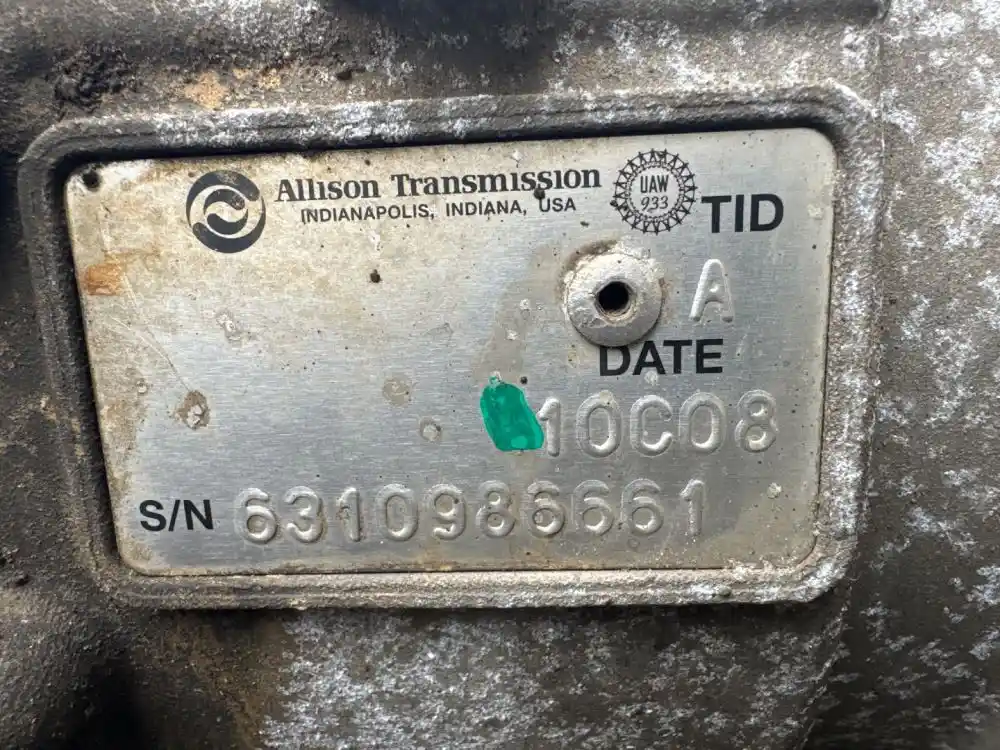 Allison Transmission
INDIANAPOLIS, INDIANA, USA
UAW
933
TID
A
DATE
10C08
S/N 6310986661